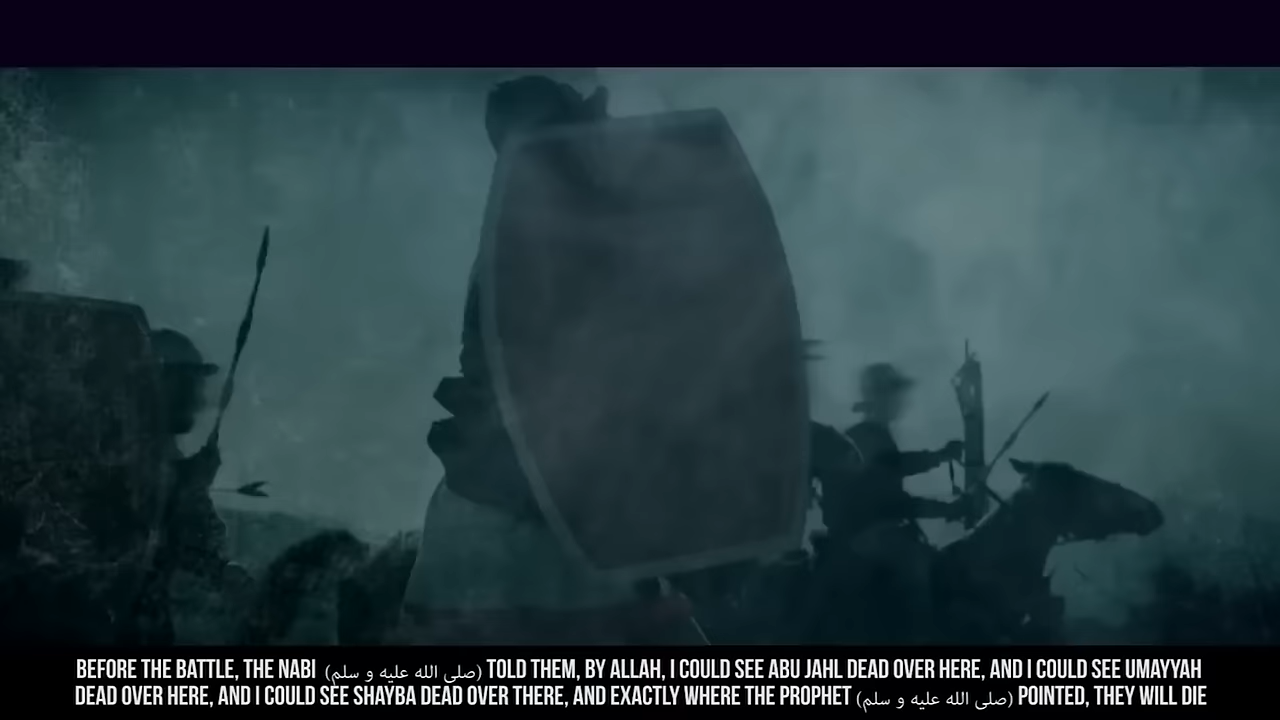 BEFORE THE BATTLE, THE NABI (صلى الله عليه و سلم) TOLD THEM, BY ALLAH, I COULD SEE ABU JAHL DEAD OVER HERE, AND I COULD SEE UMAYYAH
DEAD OVER HERE, AND I COULD SEE SHAYBA DEAD OVER THERE, AND EXACTLY WHERE THE PROPHET (صلى الله عليه و سلم) POINTED, THEY WILL DIE